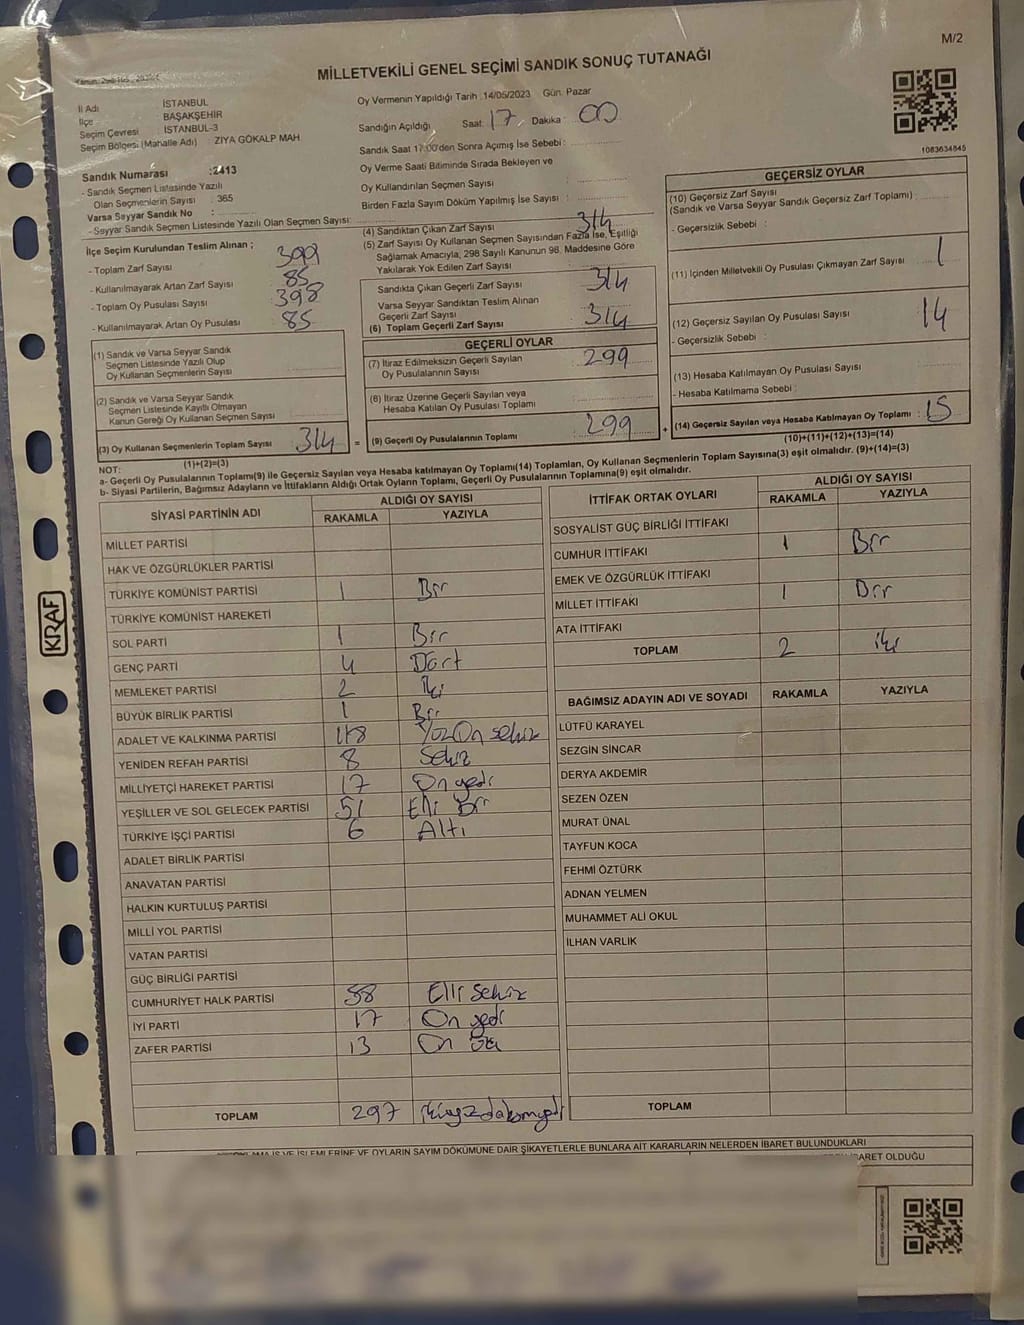 M/2
MİLLETVEKİLİ GENEL SEÇİMİ SANDIK SONUÇ TUTANAĞI
İl Adı : İSTANBUL
İlçe : BAŞAKŞEHİR
Seçim Çevresi : İSTANBUL-3
Seçim Bölgesi (Mahalle Adı) ZİYA GÖKALP MAH
Oy Vermenin Yapıldığı Tarih : 14/05/2023 Gün: Pazar
Sandığın Açıldığı Saat: 17 Dakika: 00
Sandık Saat 17:00'den Sonra Açımış İse Sebebi :
Oy Verme Saati Bitiminde Sırada Bekleyen ve
Oy Kullandırılan Seçmen Sayısı :
Birden Fazla Sayım Döküm Yapılmış İse Sayısı :
1083634845
Sandık Numarası : 2413
- Sandık Seçmen Listesinde Yazılı
Olan Seçmenlerin Sayısı : 365
Varsa Seyyar Sandık No :
- Seyyar Sandık Seçmen Listesinde Yazılı Olan Seçmen Sayısı:
İlçe Seçim Kurulundan Teslim Alınan ;
- Toplam Zarf Sayısı : 399
- Kullanılmayarak Artan Zarf Sayısı : 85
- Toplam Oy Pusulası Sayısı : 398
- Kullanılmayarak Artan Oy Pusulası : 85
(1) Sandık ve Varsa Seyyar Sandık
Seçmen Listesinde Yazılı Olup
Oy Kullanan Seçmenlerin Sayısı :
(2) Sandık ve Varsa Seyyar Sandık
Seçmen Listesinde Kayıtlı Olmayan
Kanun Gereği Oy Kullanan Seçmen Sayısı :
(3) Oy Kullanan Seçmenlerin Toplam Sayısı : 314 =
(1)+(2)=(3)
(4) Sandıktan Çıkan Zarf Sayısı : 314
(5) Zarf Sayısı Oy Kullanan Seçmen Sayısından Fazla İse, Eşitliği
Sağlamak Amacıyla, 298 Sayılı Kanunun 98. Maddesine Göre
Yakılarak Yok Edilen Zarf Sayısı :
Sandıkta Çıkan Geçerli Zarf Sayısı : 314
Varsa Seyyar Sandıktan Teslim Alınan
Geçerli Zarf Sayısı :
(6) Toplam Geçerli Zarf Sayısı : 314
GEÇERLİ OYLAR
(7) İtiraz Edilmeksizin Geçerli Sayılan
Oy Pusulalarının Sayısı : 299
(8) İtiraz Üzerine Geçerli Sayılan veya
Hesaba Katılan Oy Pusulası Toplamı :
(9) Geçerli Oy Pusulalarının Toplamı : 299 +
GEÇERSİZ OYLAR
(10) Geçersiz Zarf Sayısı
(Sandık ve Varsa Seyyar Sandık Geçersiz Zarf Toplamı) :
- Geçersizlik Sebebi :
(11) İçinden Milletvekili Oy Pusulası Çıkmayan Zarf Sayısı : 1
(12) Geçersiz Sayılan Oy Pusulası Sayısı : 14
- Geçersizlik Sebebi :
(13) Hesaba Katılmayan Oy Pusulası Sayısı :
- Hesaba Katılmama Sebebi :
(14) Geçersiz Sayılan veya Hesaba Katılmayan Oy Toplamı : 15
(10)+(11)+(12)+(13)=(14)
NOT:
a- Geçerli Oy Pusulalarının Toplamı(9) ile Geçersiz Sayılan veya Hesaba katılmayan Oy Toplamı(14) Toplamları, Oy Kullanan Seçmenlerin Toplam Sayısına(3) eşit olmalıdır. (9)+(14)=(3)
b- Siyasi Partilerin, Bağımsız Adayların ve İttifakların Aldığı Ortak Oyların Toplamı, Geçerli Oy Pusulalarının Toplamına(9) eşit olmalıdır.
SİYASİ PARTİNİN ADI
ALDIĞI OY SAYISI
RAKAMLA YAZIYLA
MİLLET PARTİSİ
HAK VE ÖZGÜRLÜKLER PARTİSİ
TÜRKİYE KOMÜNİST PARTİSİ 1 Bir
TÜRKİYE KOMÜNİST HAREKETİ
SOL PARTİ 1 Bir
GENÇ PARTİ 4 Dört
MEMLEKET PARTİSİ 2 İki
BÜYÜK BİRLİK PARTİSİ 1 Bir
ADALET VE KALKINMA PARTİSİ 118 Yüz On sekiz
YENİDEN REFAH PARTİSİ 8 Sekiz
MİLLİYETÇİ HAREKET PARTİSİ 17 On yedi
YEŞİLLER VE SOL GELECEK PARTİSİ 51 Elli Bir
TÜRKİYE İŞÇİ PARTİSİ 6 Altı
ADALET BİRLİK PARTİSİ
ANAVATAN PARTİSİ
HALKIN KURTULUŞ PARTİSİ
MİLLİ YOL PARTİSİ
VATAN PARTİSİ
GÜÇ BİRLİĞİ PARTİSİ
CUMHURİYET HALK PARTİSİ 58 Elli sekiz
İYİ PARTİ 17 On yedi
ZAFER PARTİSİ 13 On üç
TOPLAM 297 ikiyüzdoksanyedi
İTTİFAK ORTAK OYLARI
ALDIĞI OY SAYISI
RAKAMLA YAZIYLA
SOSYALİST GÜÇ BİRLİĞİ İTTİFAKI
CUMHUR İTTİFAKI 1 Bir
EMEK VE ÖZGÜRLÜK İTTİFAKI
MİLLET İTTİFAKI 1 Bir
ATA İTTİFAKI
TOPLAM 2 iki
BAĞIMSIZ ADAYIN ADI VE SOYADI RAKAMLA YAZIYLA
LÜTFÜ KARAYEL
SEZGİN SİNCAR
DERYA AKDEMİR
SEZEN ÖZEN
MURAT ÜNAL
TAYFUN KOCA
FEHMİ ÖZTÜRK
ADNAN YELMEN
MUHAMMET ALİ OKUL
İLHAN VARLIK
TOPLAM
İŞ VE İŞLEMLERİNE VE OYLARIN SAYIM DÖKÜMÜNE DAİR ŞİKAYETLERLE BUNLARA AİT KARARLARIN NELERDEN İBARET BULUNDUKLARI
İBARET OLDUĞU
KRAF